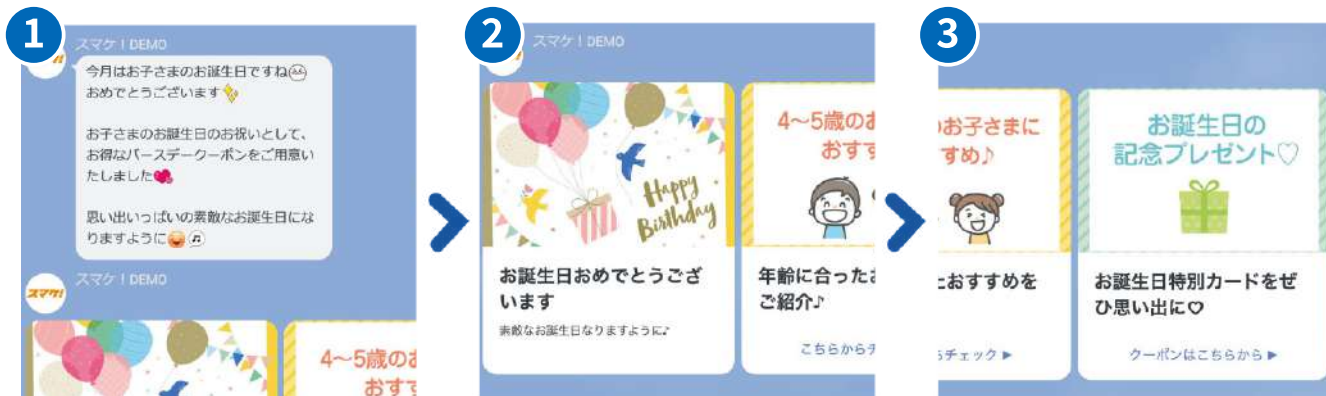 1
スマケ！DEMO
今月はお子さまのお誕生日ですね
おめでとうございます
お子さまのお誕生日のお祝いとして、
お得なバースデークーポンをご用意い
たしました
思い出いっぱいの素敵なお誕生日にな
りますように
スマケ！DEMO
スマケ!
4〜5歳のお
おすす
2
スマケ！DEMO
Happy
Birthday
お誕生日おめでとうござ
います
素敵なお誕生日なりますように♪
4〜5歳のお
おすす
年齢に合ったお
ご紹介♪
こちらからチ
3
のお子さまに
すめ♪
たおすすめを
らチェック▶
お誕生日の
記念プレゼント♡
お誕生日特別カードをぜ
ひ思い出に♡
クーポンはこちらから▶